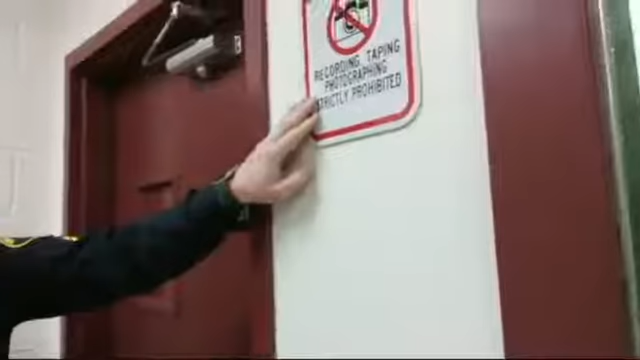 RECORDING, TAPING
PHOTOGRAPHING
STRICTLY PROHIBITED